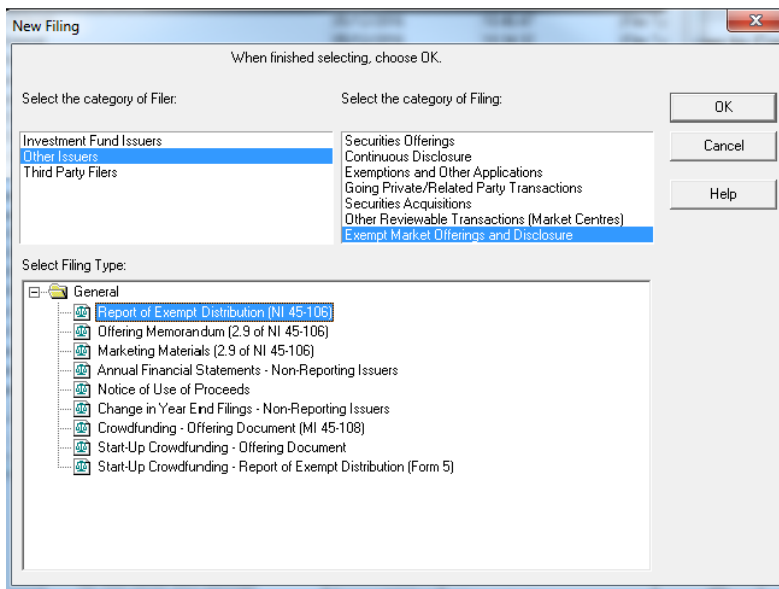 New Filing
When finished selecting, choose OK.
Select the category of Filer:
Select the category of Filing:
OK
Investment Fund Issuers
Other Issuers
Third Party Filers
Securities Offerings
Continuous Disclosure
Exemptions and Other Applications
Going Private/Related Party Transactions
Securities Acquisitions
Other Reviewable Transactions (Market Centres)
Exempt Market Offerings and Disclosure
Cancel
Help
Select Filing Type:
General
Report of Exempt Distribution (NI 45-106)
Offering Memorandum (2.9 of NI 45-106)
Marketing Materials (2.9 of NI 45-106)
Annual Financial Statements - Non-Reporting Issuers
Notice of Use of Proceeds
Change in Year End Filings - Non-Reporting Issuers
Crowdfunding - Offering Document (MI 45-108)
Start-Up Crowdfunding - Offering Document
Start-Up Crowdfunding - Report of Exempt Distribution (Form 5)